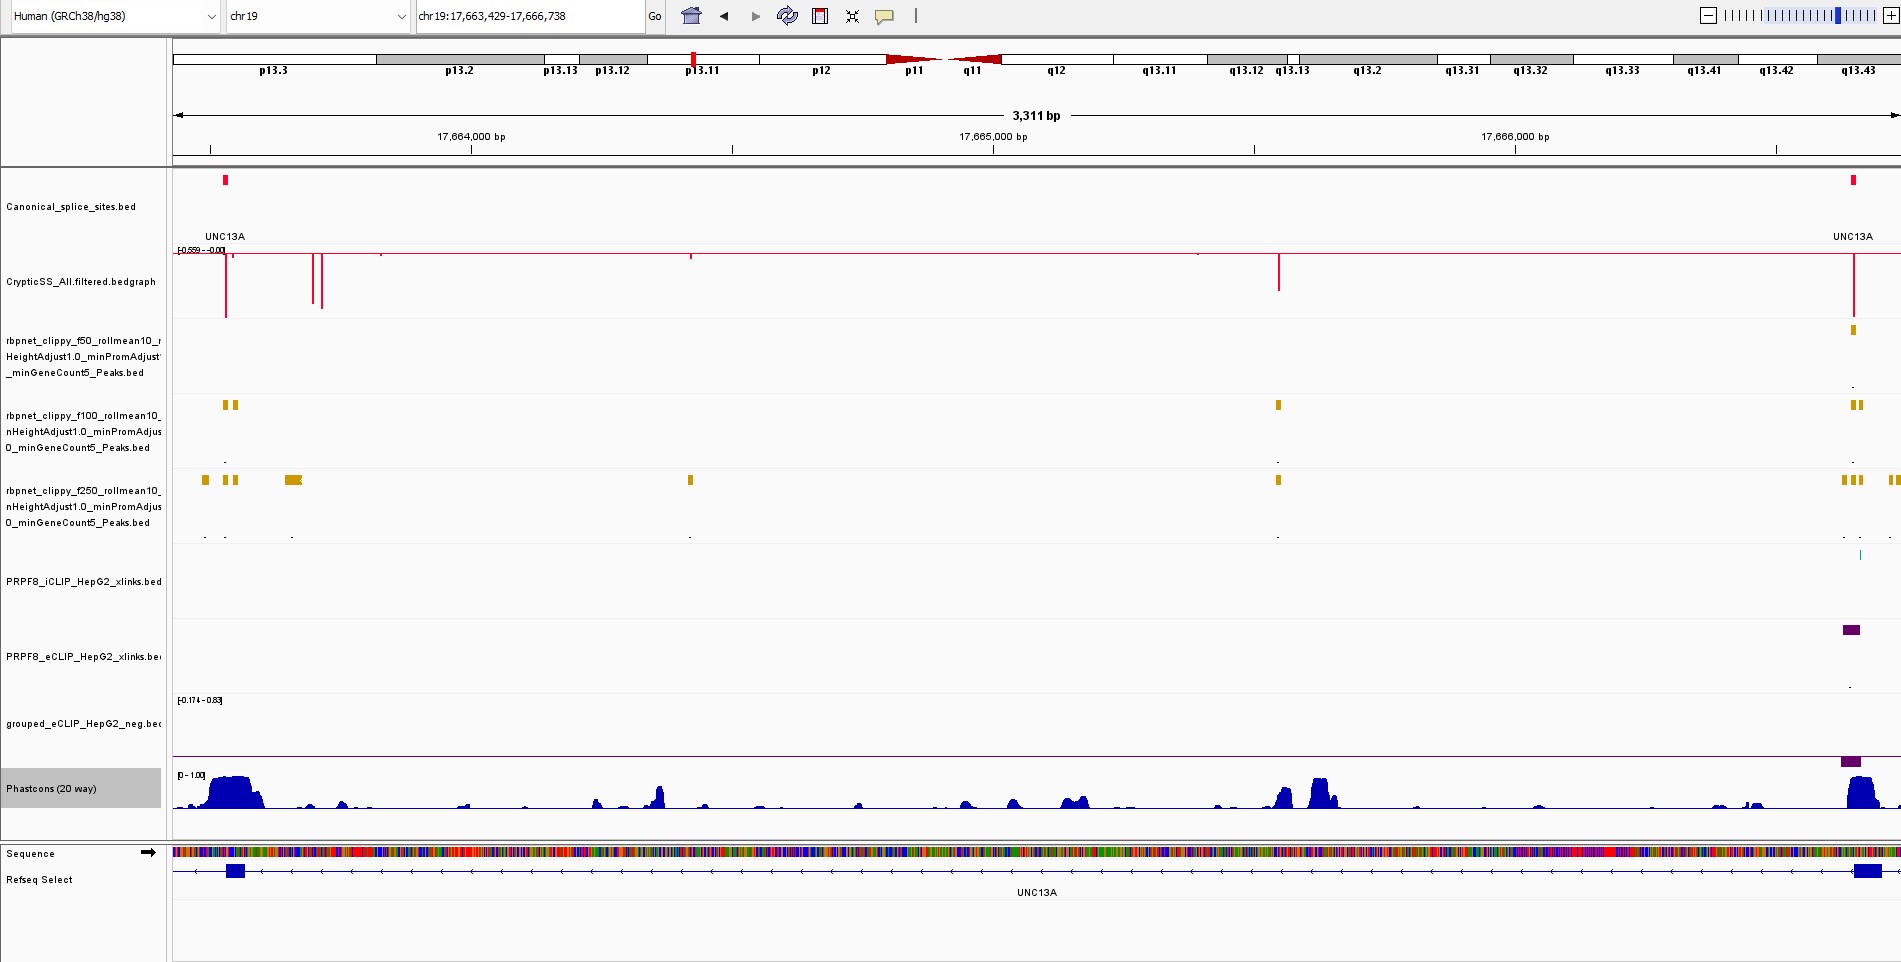 Human (GRCh38/hg38) chr19 chr19:17,663,429-17,666,738 Go
p13.3 p13.2 p13.13 p13.12 p13.11 p12 p11 q11 q12 q13.11 q13.12 q13.13 q13.2 q13.31 q13.32 q13.33 q13.41 q13.42 q13.43
3,311 bp
17,664,000 bp 17,665,000 bp 17,666,000 bp
Canonical_splice_sites.bed
UNC13A UNC13A
[-0.559 - -0.00]
CrypticSS_All.filtered.bedgraph
rbpnet_clippy_f50_rollmean10_r
HeightAdjust1.0_minPromAdjust
_minGeneCount5_Peaks.bed
rbpnet_clippy_f100_rollmean10_
nHeightAdjust1.0_minPromAdjus
0_minGeneCount5_Peaks.bed
rbpnet_clippy_f250_rollmean10_
nHeightAdjust1.0_minPromAdjus
0_minGeneCount5_Peaks.bed
PRPF8_iCLIP_HepG2_xlinks.bed
PRPF8_eCLIP_HepG2_xlinks.be
[-0.174 - 0.83]
grouped_eCLIP_HepG2_neg.be
[0 - 1.00]
Phastcons (20 way)
Sequence
Refseq Select
UNC13A